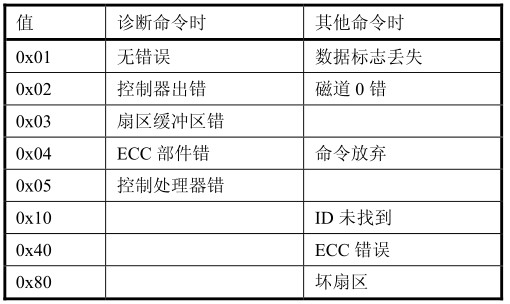 值 诊断命令时 其他命令时
0x01 无错误 数据标志丢失
0x02 控制器出错 磁道 0 错
0x03 扇区缓冲区错
0x04 ECC 部件错 命令放弃
0x05 控制处理器错
0x10 ID 未找到
0x40 ECC 错误
0x80 坏扇区